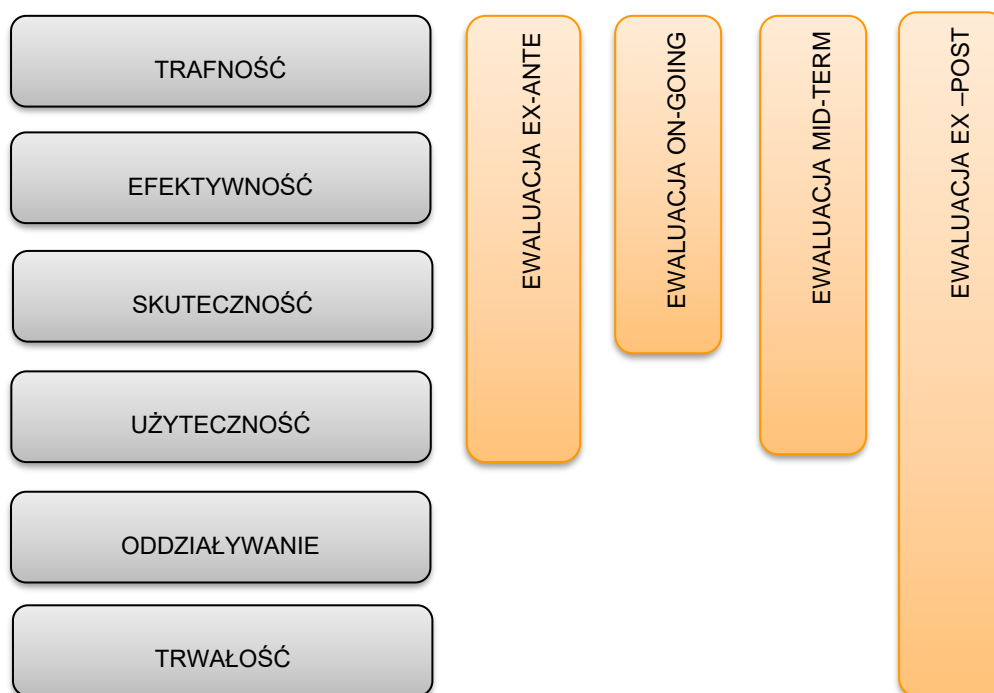 TRAFNOŚĆ
EFEKTYWNOŚĆ
SKUTECZNOŚĆ
UŻYTECZNOŚĆ
ODDZIAŁYWANIE
TRWAŁOŚĆ
EWALUACJA EX-ANTE
EWALUACJA ON-GOING
EWALUACJA MID-TERM
EWALUACJA EX –POST